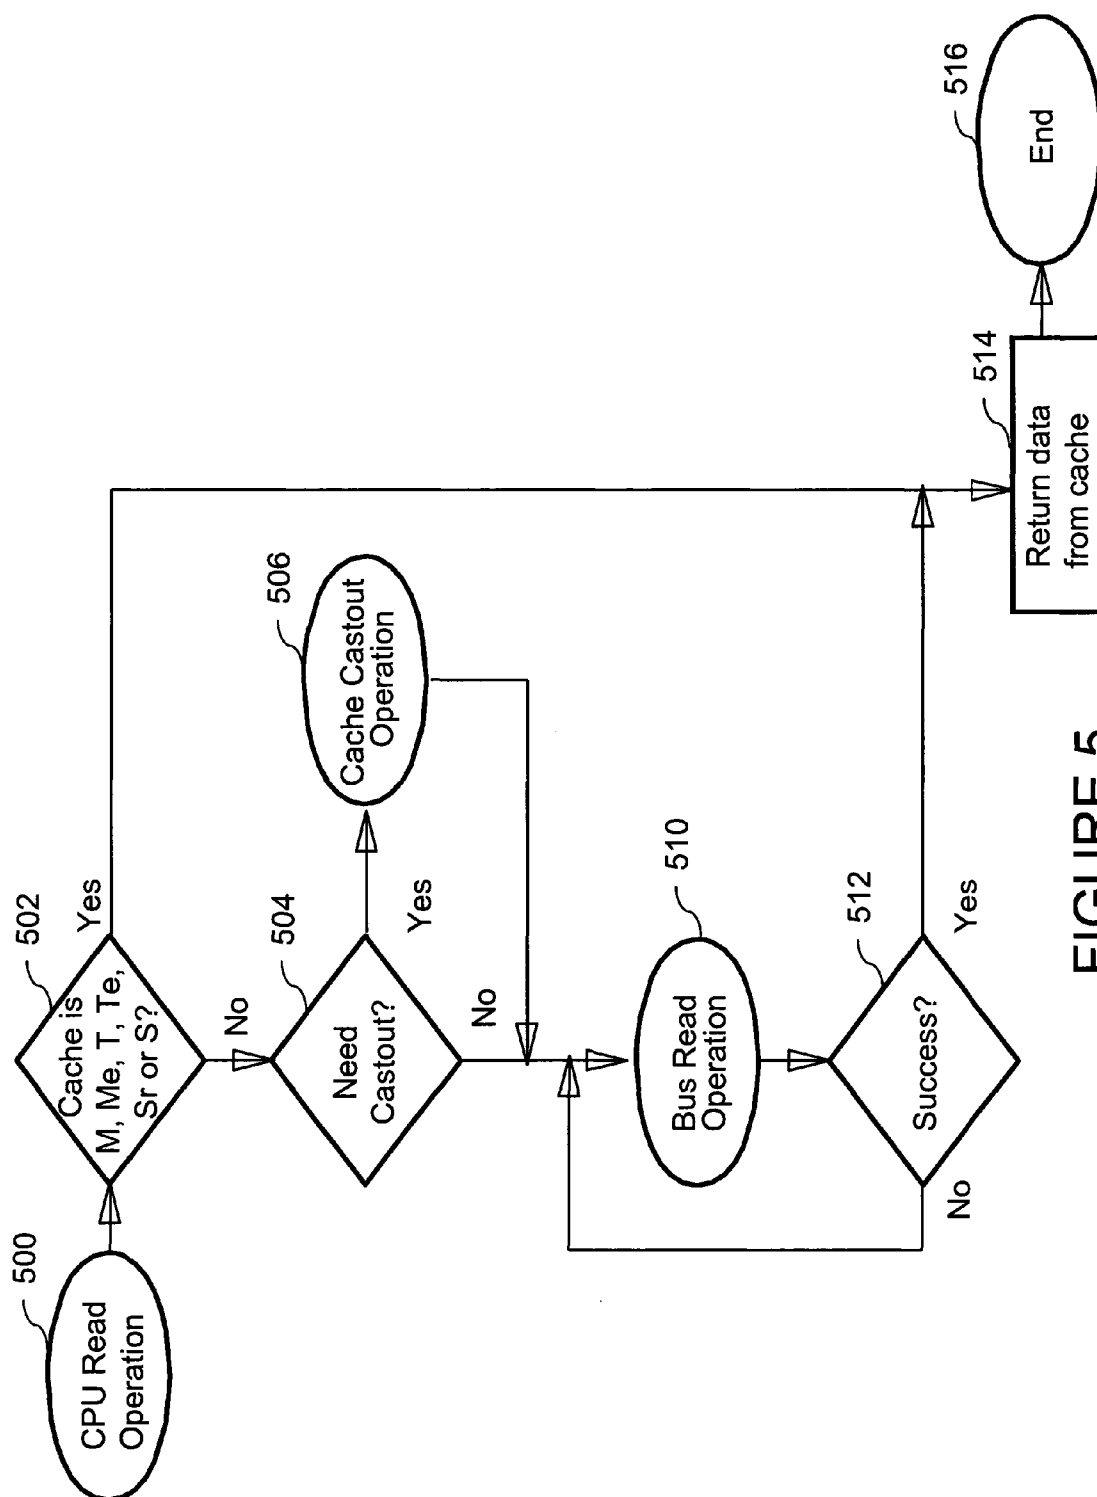 500
CPU Read
Operation
502
Cache is
M, Me, T, Te,
Sr or S?
Yes
No
504
Need
Castout?
Yes
No
506
Cache Castout
Operation
510
Bus Read
Operation
512
Success?
Yes
No
514
Return data
from cache
516
End
FIGURE 5